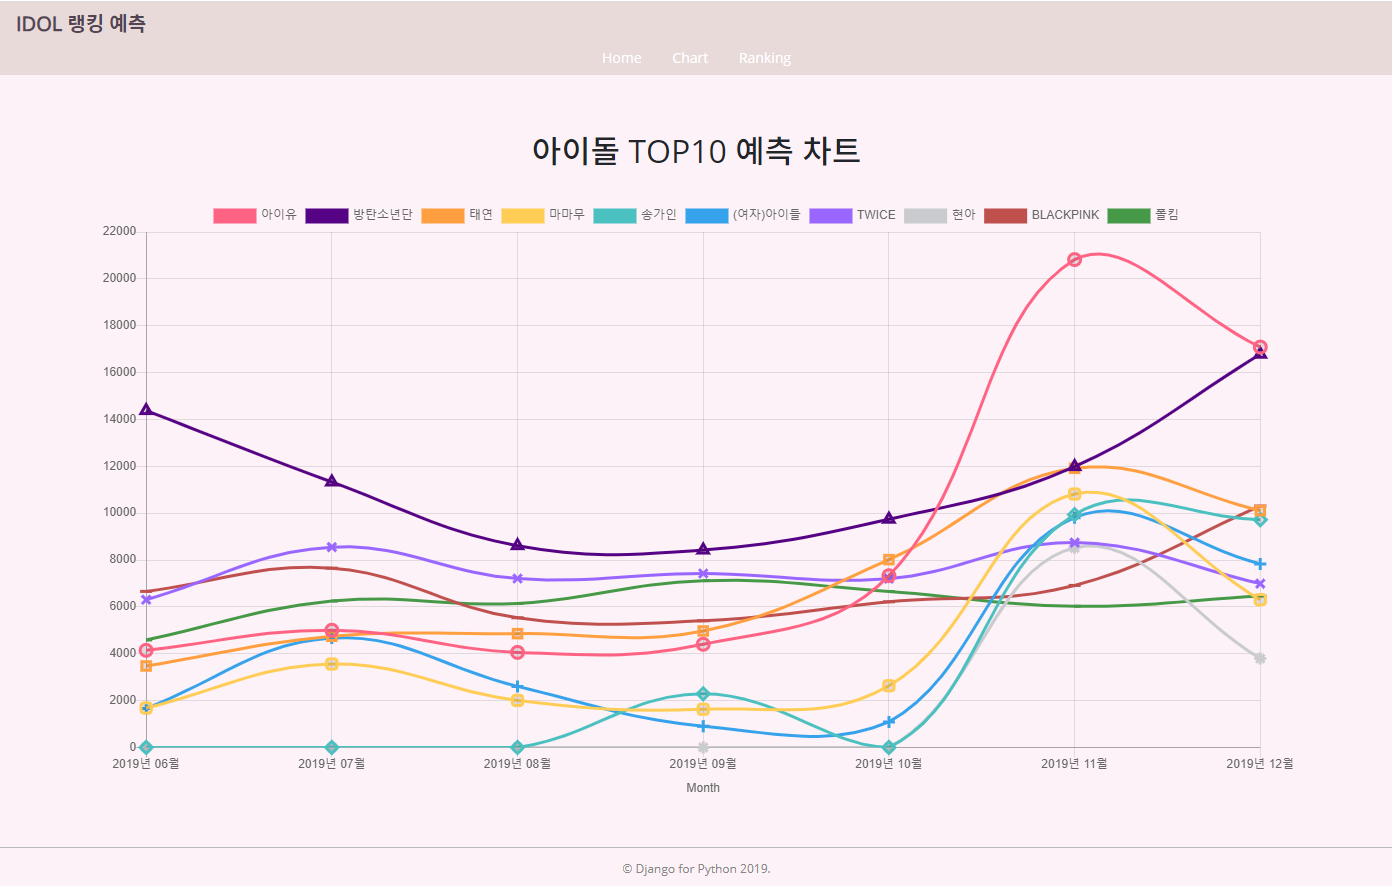 IDOL 랭킹 예측
Home Chart Ranking
아이돌 TOP10 예측 차트
아이유 방탄소년단 태연 마마무 송가인 (여자)아이들 TWICE 현아 BLACKPINK 폴킴
22000
20000
18000
16000
14000
12000
10000
8000
6000
4000
2000
0
2019년 06월 2019년 07월 2019년 08월 2019년 09월 2019년 10월 2019년 11월 2019년 12월
Month
© Django for Python 2019.